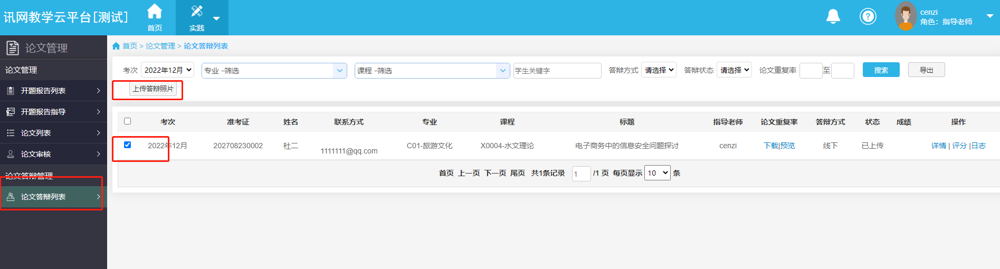 讯网教学云平台[测试]
首页
实践
cenzi
角色：指导老师
论文管理
论文管理
开题报告列表
开题报告指导
论文列表
论文审核
论文答辩管理
论文答辩列表
首页 > 论文管理 > 论文答辩列表
考次 2022年12月 专业 -筛选 课程 -筛选 学生关键字 答辩方式 请选择 答辩状态 请选择 论文重复率 至 搜索 导出
上传答辩照片
考次 准考证 姓名 联系方式 专业 课程 标题 指导老师 论文重复率 答辩方式 状态 成绩 操作
2022年12月 202708230002 杜二 1111111@qq.com C01-旅游文化 X0004-水文理论 电子商务中的信息安全问题探讨 cenzi 下载|预览 线下 已上传 详情 | 评分 |日志
首页 上一页 下一页 尾页 共1条记录 1 /1 页 每页显示 10 条